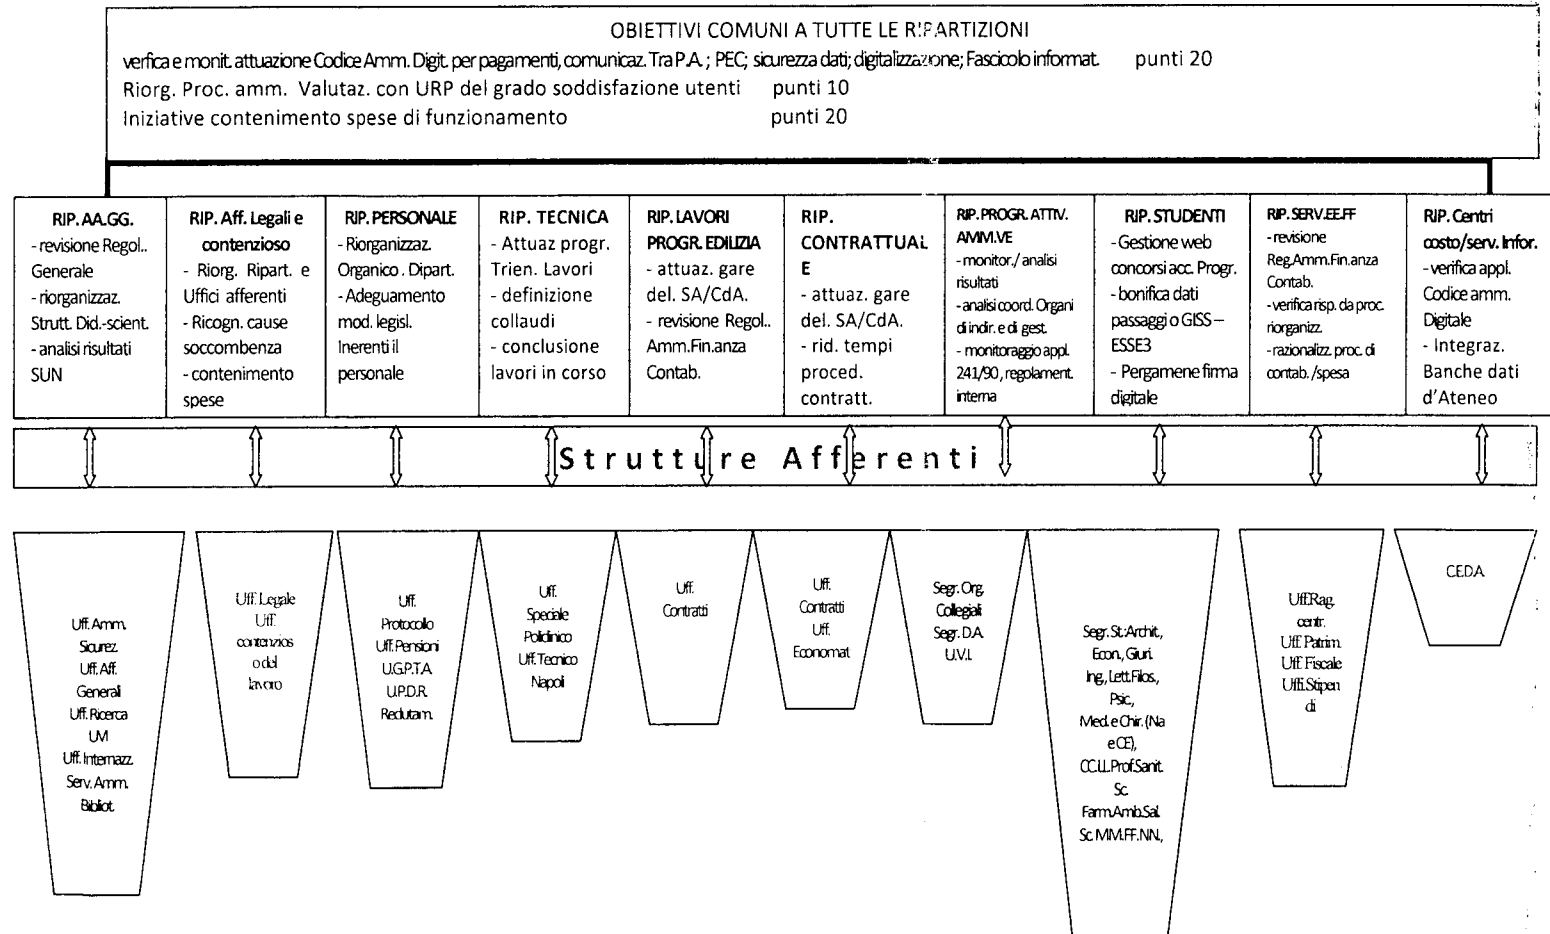 OBIETTIVI COMUNI A TUTTE LE RIPARTIZIONI
verfica e monit. attuazione Codice Amm. Digit. per pagamenti, comunicaz. Tra P.A. ; PEC; sicurezza dati; digitalizzazione; Fascicolo informat. punti 20
Riorg. Proc. amm. Valutaz. con URP del grado soddisfazione utenti punti 10
Iniziative contenimento spese di funzionamento punti 20
RIP. AA.GG.
- revisione Regol..
Generale
- riorganizzaz.
Strutt. Did.-scient.
- analisi risultati
SUN
RIP. Aff. Legali e
contenzioso
- Riorg. Ripart. e
Uffici afferenti
- Ricogn. cause
soccombenza
- contenimento
spese
RIP. PERSONALE
- Riorganizzaz.
Organico . Dipart.
- Adeguamento
mod. legisl.
Inerenti il
personale
RIP. TECNICA
- Attuaz progr.
Trien. Lavori
- definizione
collaudi
- conclusione
lavori in corso
RIP. LAVORI
PROGR. EDILIZIA
- attuaz. gare
del. SA/CdA.
- revisione Regol..
Amm.Fin.anza
Contab.
RIP.
CONTRATTUAL
E
- attuaz. gare
del. SA/CdA.
- rid. tempi
proced.
contratt.
RIP. PROGR. ATTIV.
AMM.VE
- monitor./ analisi
risultati
- analisi coord. Organi
di indir. e di gest.
- monitoraggio appl.
241/90, regolament.
interna
RIP. STUDENTI
- Gestione web
concorsi acc. Progr.
- bonifica dati
passaggi o GISS –
ESSE3
- Pergamene firma
digitale
RIP. SERV.EE.FF
- revisione
Reg.Amm.Fin.anza
Contab.
- verifica risp. da proc.
riorganizz.
- razionalizz. proc. di
contab. /spesa
RIP. Centri
costo/serv. Infor.
- verifica appl.
Codice amm.
Digitale
- Integraz.
Banche dati
d'Ateneo
Strutture Afferenti
Uff. Amm.
Sicurez.
Uff. Aff.
Generali
Uff. Ricerca
UVI
Uff. Internazz.
Serv. Amm.
Bibliot.
Uff. Legale
Uff.
contenzios
o del
lavoro
Uff.
Protocollo
Uff. Pensioni
U.G.P.T.A.
U.P.D.R.
Reclutam.
Uff.
Speciale
Policlinico
Uff. Tecnico
Napoli
Uff.
Contratti
Uff.
Contratti
Uff.
Economat.
Segr. Org.
Collegiali
Segr. D.A.
U.V.I.
Segr. St.: Archit.,
Econ., Giuri.
Ing., Lett.Filos.,
Psic.,
Med. e Chir. (Na
e CE),
CC.LL.Prof.Sanit.
Sc.
Farm.Amb.Sal.
Sc. MM.FF.NN.,
Uff.Rag.
centr.
Uff. Patrim.
Uff. Fiscale
Uffi.Stipen
di
C.E.D.A.